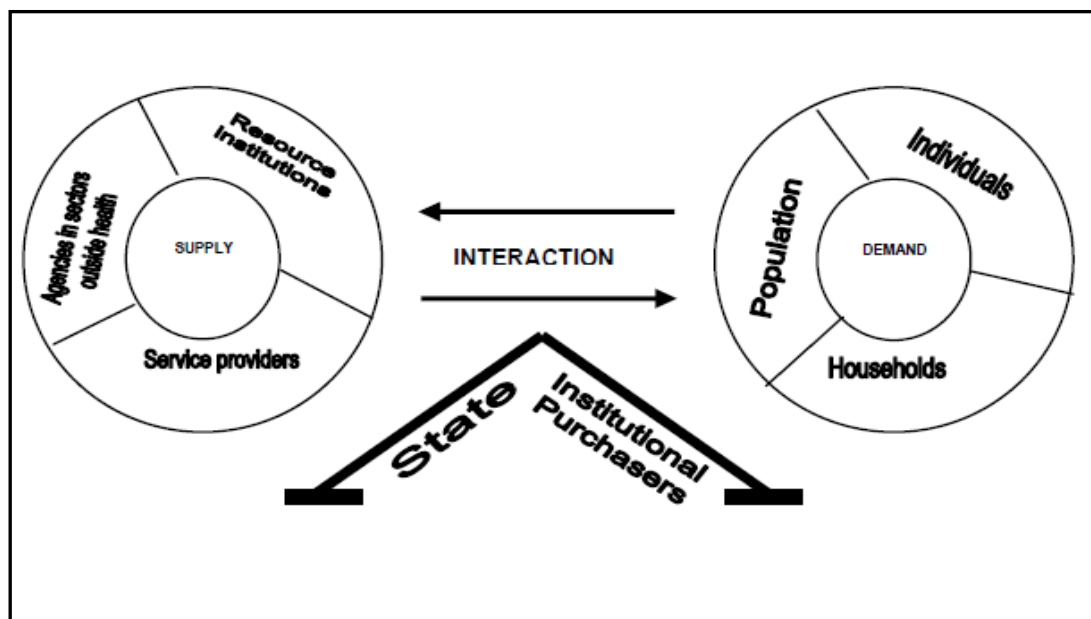 Resource
Institutions
Agencies in sectors
outside health
SUPPLY
Service providers
INTERACTION
State
Institutional
Purchasers
Individuals
Population
DEMAND
Households